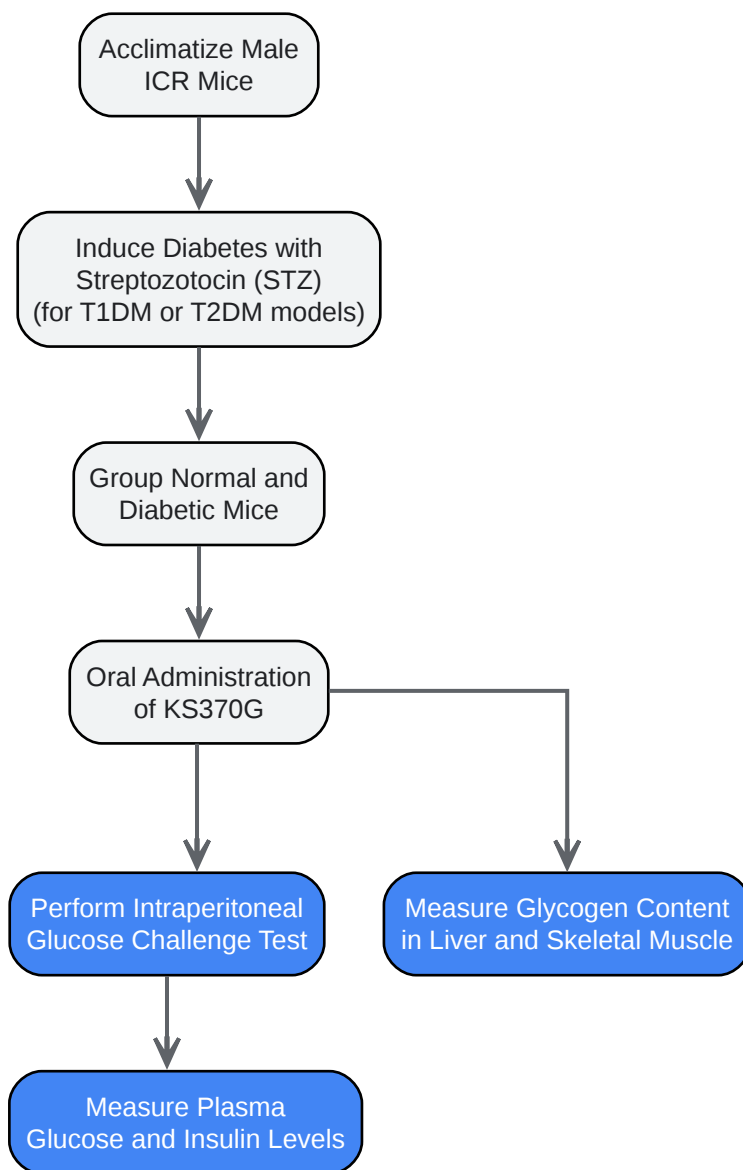 Acclimatize Male
ICR Mice
Induce Diabetes with
Streptozotocin (STZ)
(for T1DM or T2DM models)
Group Normal and
Diabetic Mice
Oral Administration
of KS370G
Perform Intraperitoneal
Glucose Challenge Test
Measure Glycogen Content
in Liver and Skeletal Muscle
Measure Plasma
Glucose and Insulin Levels